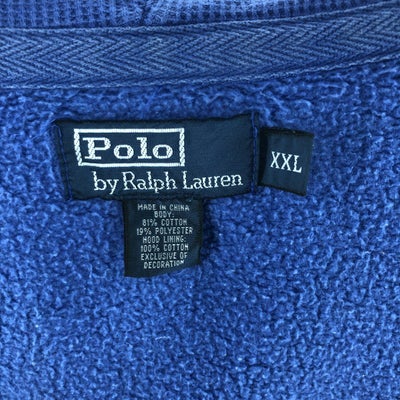 Polo
by Ralph Lauren
XXL
MADE IN CHINA
BODY:
81% COTTON
19% POLYESTER
HOOD LINING:
100% COTTON
EXCLUSIVE OF
DECORATION